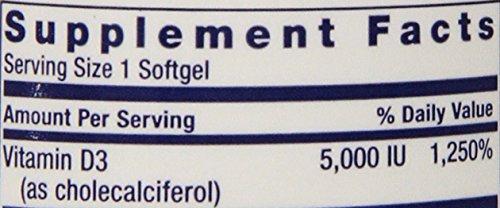 Supplement Facts
Serving Size 1 Softgel
Amount Per Serving % Daily Value
Vitamin D3 5,000 IU 1,250%
(as cholecalciferol)